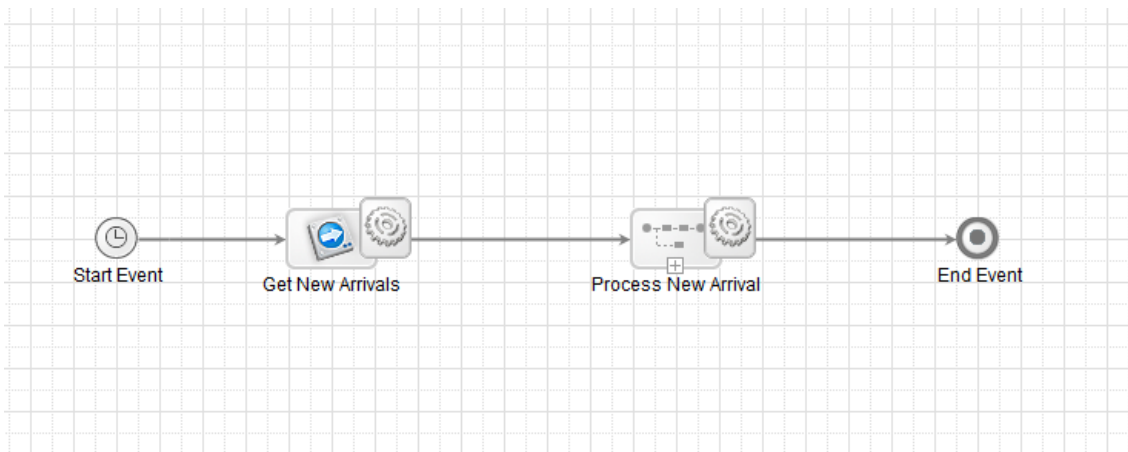 Start Event
Get New Arrivals
Process New Arrival
End Event